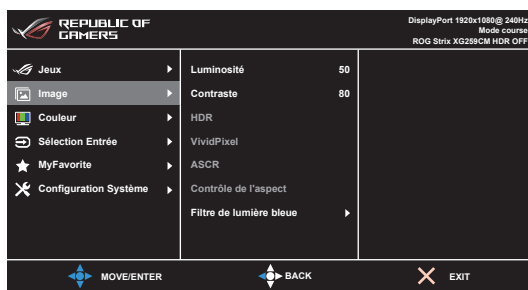 REPUBLIC OF
GAMERS
DisplayPort 1920x1080@ 240Hz
Mode course
ROG Strix XG259CM HDR OFF
Jeux
Image
Couleur
Sélection Entrée
MyFavorite
Configuration Système
Luminosité 50
Contraste 80
HDR
VividPixel
ASCR
Contrôle de l'aspect
Filtre de lumière bleue
MOVE/ENTER
BACK
EXIT